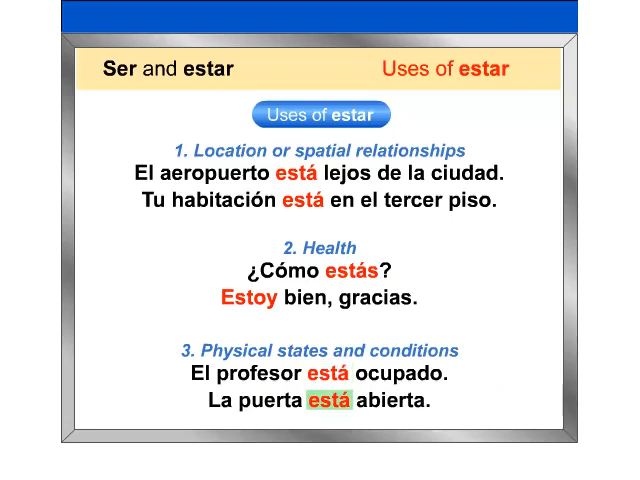 Ser and estar
Uses of estar
Uses of estar
1. Location or spatial relationships
El aeropuerto está lejos de la ciudad.
Tu habitación está en el tercer piso.
2. Health
¿Cómo estás?
Estoy bien, gracias.
3. Physical states and conditions
El profesor está ocupado.
La puerta está abierta.